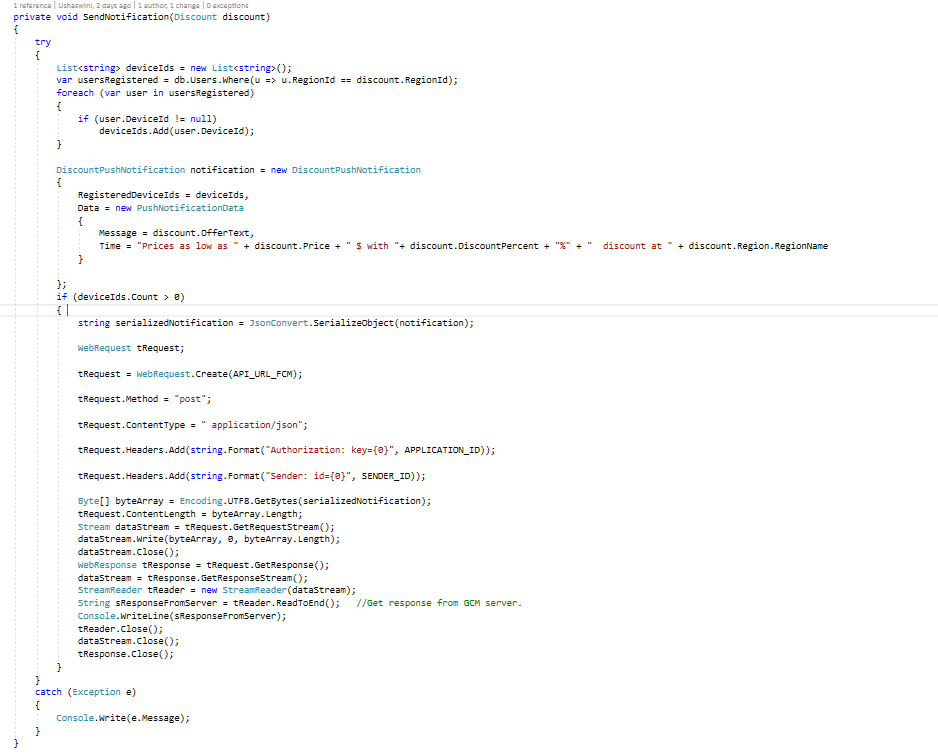 1 reference | Ushaswini, 2 days ago | 1 author, 1 change | 0 exceptions
private void SendNotification(Discount discount)
{
try
{
List<string> deviceIds = new List<string>();
var usersRegistered = db.Users.Where(u => u.RegionId == discount.RegionId);
foreach (var user in usersRegistered)
{
if (user.DeviceId != null)
deviceIds.Add(user.DeviceId);
}
DiscountPushNotification notification = new DiscountPushNotification
{
RegisteredDeviceIds = deviceIds,
Data = new PushNotificationData
{
Message = discount.OfferText,
Time = "Prices as low as " + discount.Price + " $ with "+ discount.DiscountPercent + "%" + "  discount at " + discount.Region.RegionName
}
};
if (deviceIds.Count > 0)
{
string serializedNotification = JsonConvert.SerializeObject(notification);
WebRequest tRequest;
tRequest = WebRequest.Create(API_URL_FCM);
tRequest.Method = "post";
tRequest.ContentType = " application/json";
tRequest.Headers.Add(string.Format("Authorization: key={0}", APPLICATION_ID));
tRequest.Headers.Add(string.Format("Sender: id={0}", SENDER_ID));
Byte[] byteArray = Encoding.UTF8.GetBytes(serializedNotification);
tRequest.ContentLength = byteArray.Length;
Stream dataStream = tRequest.GetRequestStream();
dataStream.Write(byteArray, 0, byteArray.Length);
dataStream.Close();
WebResponse tResponse = tRequest.GetResponse();
dataStream = tResponse.GetResponseStream();
StreamReader tReader = new StreamReader(dataStream);
String sResponseFromServer = tReader.ReadToEnd();   //Get response from GCM server.
Console.WriteLine(sResponseFromServer);
tReader.Close();
dataStream.Close();
tResponse.Close();
}
}
catch (Exception e)
{
Console.Write(e.Message);
}
}